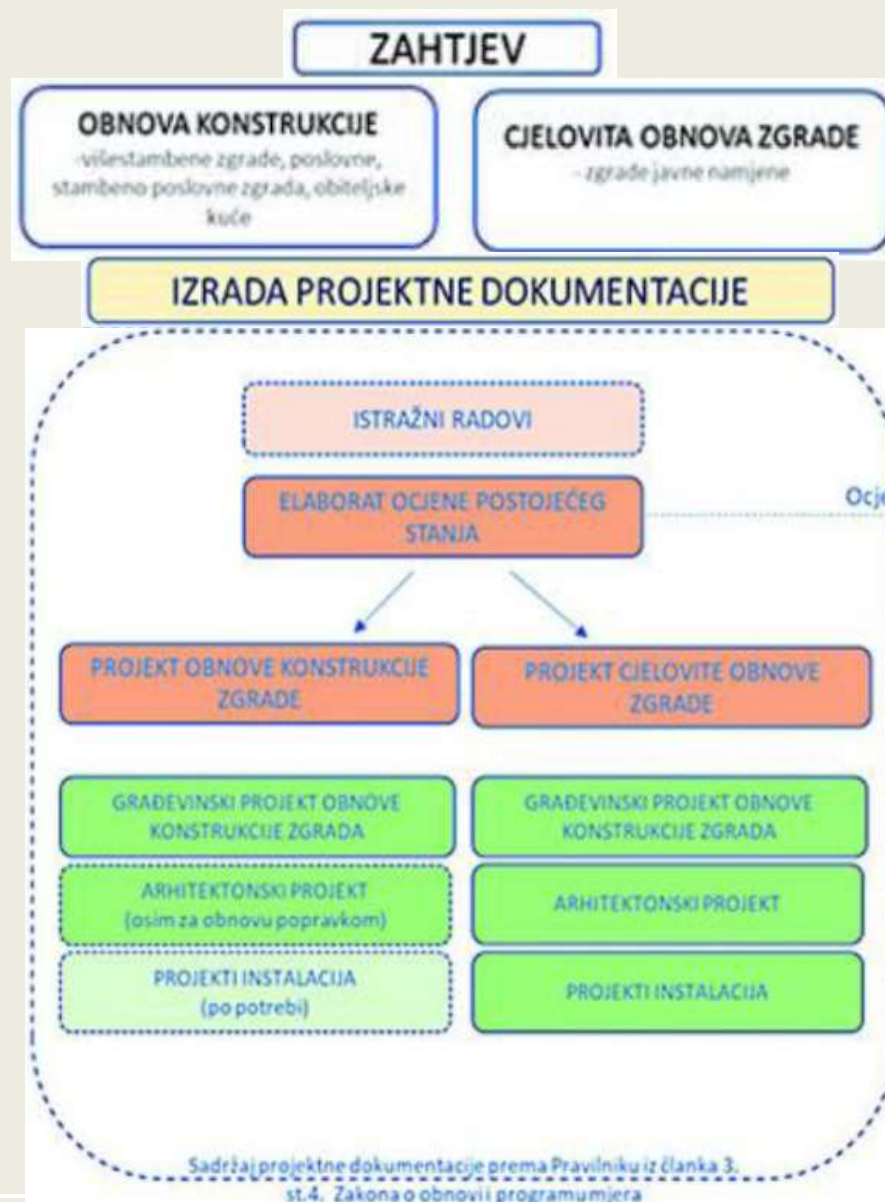 ZAHTJEV
OBNOVA KONSTRUKCIJE
-višestambene zgrade, poslovne,
stambeno poslovne zgrada, obiteljske
kuće
CJELOVITA OBNOVA ZGRADE
- zgrade javne namjene
IZRADA PROJEKTNE DOKUMENTACIJE
ISTRAŽNI RADOVI
ELABORAT OCJENE POSTOJEĆEG
STANJA
Ocje
PROJEKT OBNOVE KONSTRUKCIJE
ZGRADE
PROJEKT CJELOVITE OBNOVE
ZGRADE
GRAĐEVINSKI PROJEKT OBNOVE
KONSTRUKCIJE ZGRADA
GRAĐEVINSKI PROJEKT OBNOVE
KONSTRUKCIJE ZGRADA
ARHITEKTONSKI PROJEKT
(osim za obnovu popravkom)
ARHITEKTONSKI PROJEKT
PROJEKTI INSTALACIJA
(po potrebi)
PROJEKTI INSTALACIJA
Sadržaj projektne dokumentacije prema Pravilniku iz članka 3.
st.4. Zakona o obnovi i programu mjera